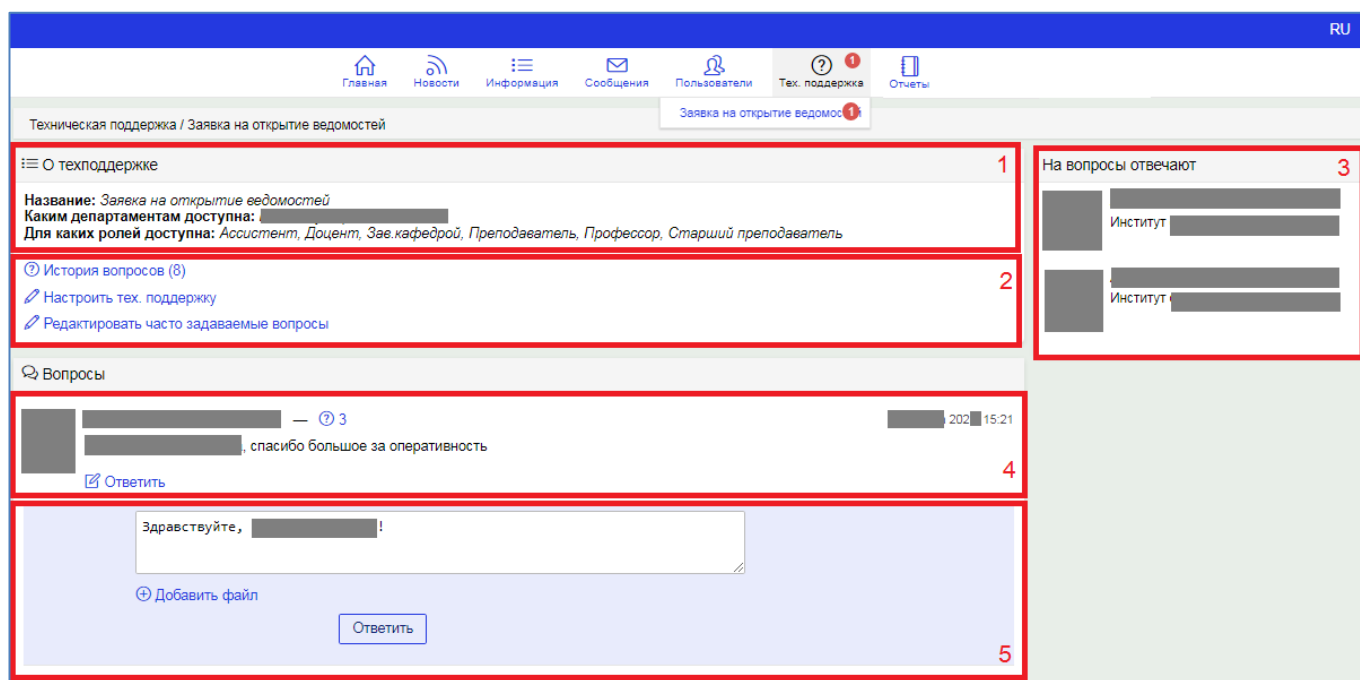 RU
Главная Новости Информация Сообщения Пользователи Тех. поддержка 1 Отчеты
Заявка на открытие ведомос 1
Техническая поддержка / Заявка на открытие ведомостей
О техподдержке 1
Название: Заявка на открытие ведомостей
Каким департаментам доступна:
Для каких ролей доступна: Ассистент, Доцент, Зав.кафедрой, Преподаватель, Профессор, Старший преподаватель
История вопросов (8)
Настроить тех. поддержку
2
Редактировать часто задаваемые вопросы
На вопросы отвечают 3
Институт
Институт
Вопросы
— 3
202 15:21
, спасибо большое за оперативность
Ответить
4
Здравствуйте, !
Добавить файл
Ответить
5